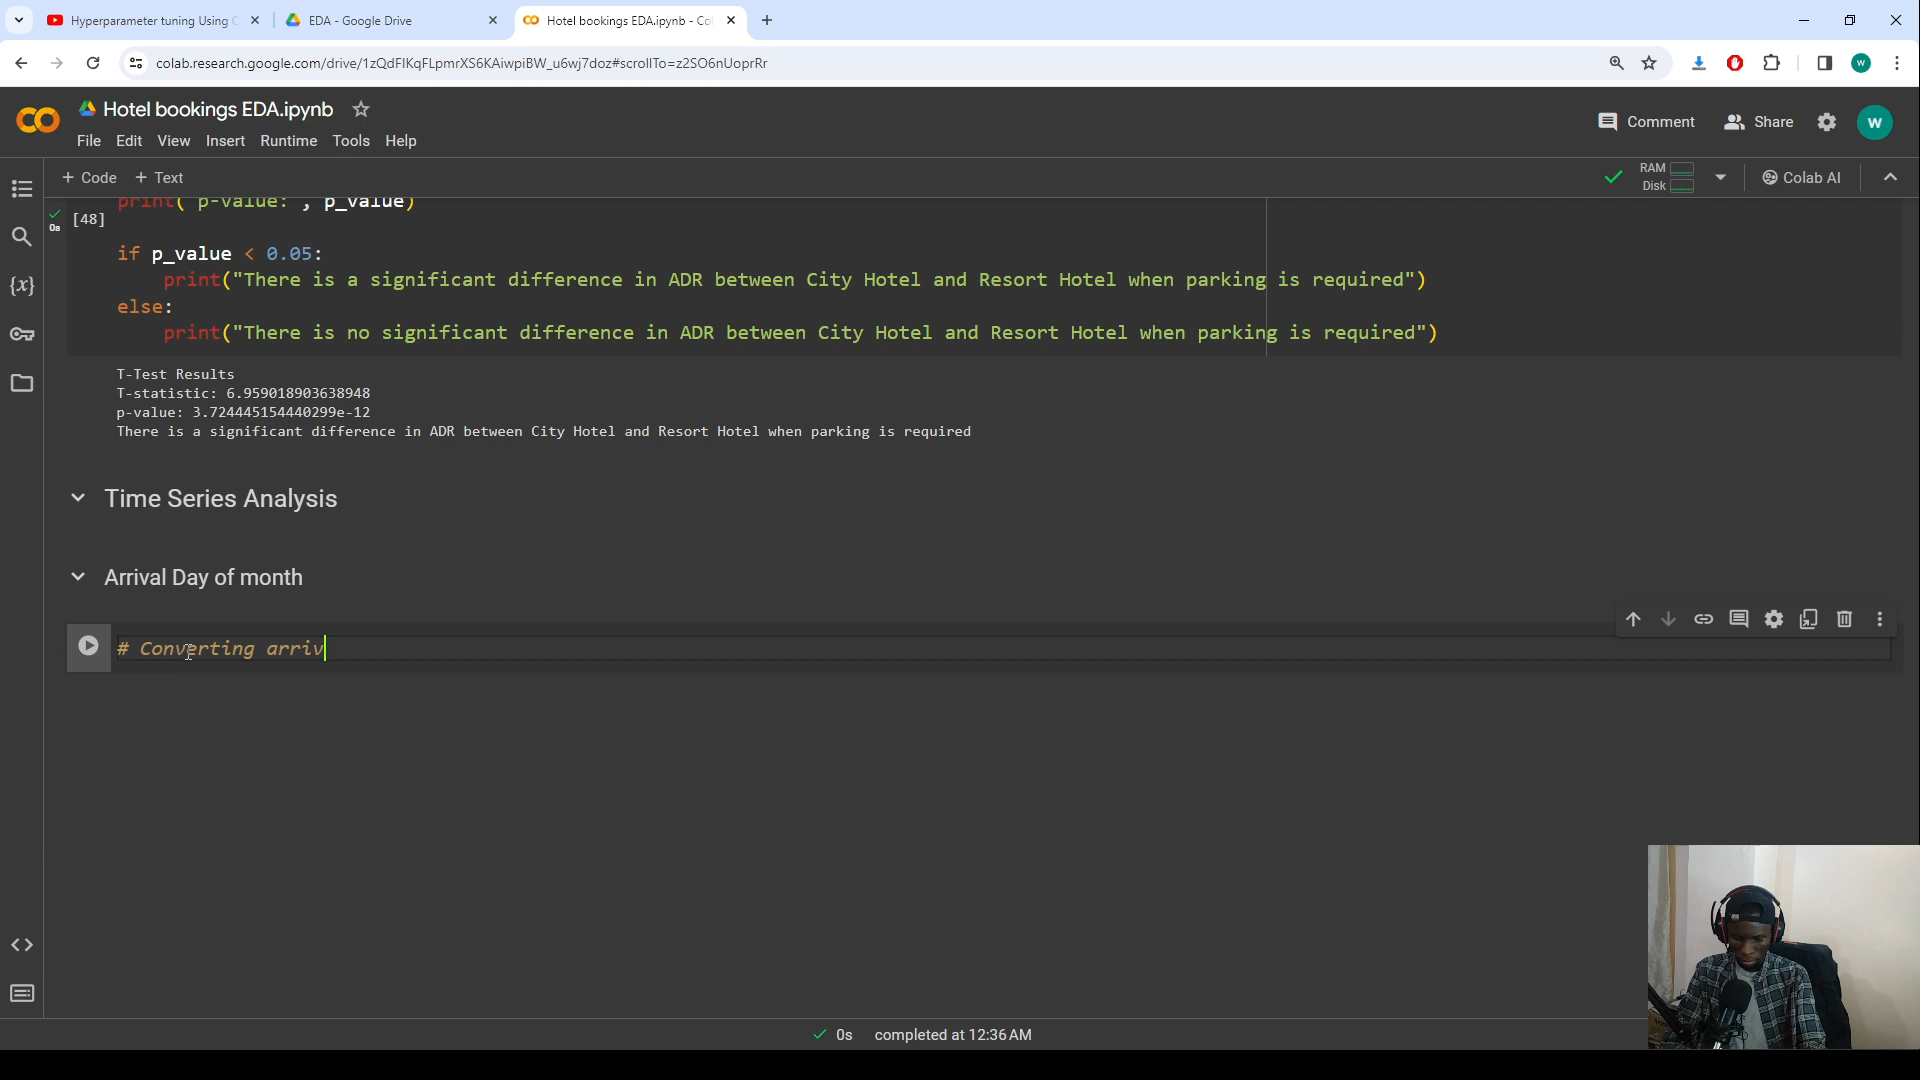 Hyperparameter tuning Using
EDA - Google Drive
Hotel bookings EDA.ipynb - Co
colab.research.google.com/drive/1zQdFIKqFLpmrXS6KAiwpiBW_u6wj7doz#scrollTo=z2SO6nUoprRr
W
Hotel bookings EDA.ipynb
File Edit View Insert Runtime Tools Help
Comment
Share
W
+ Code + Text
RAM
Disk
Colab AI
print("p-value:", p_value)
[48]
0s
if p_value < 0.05:
print("There is a significant difference in ADR between City Hotel and Resort Hotel when parking is required")
else:
print("There is no significant difference in ADR between City Hotel and Resort Hotel when parking is required")
{x}
T-Test Results
T-statistic: 6.959018903638948
p-value: 3.724445154440299e-12
There is a significant difference in ADR between City Hotel and Resort Hotel when parking is required
Time Series Analysis
Arrival Day of month
# Converting arriv
0s completed at 12:36 AM